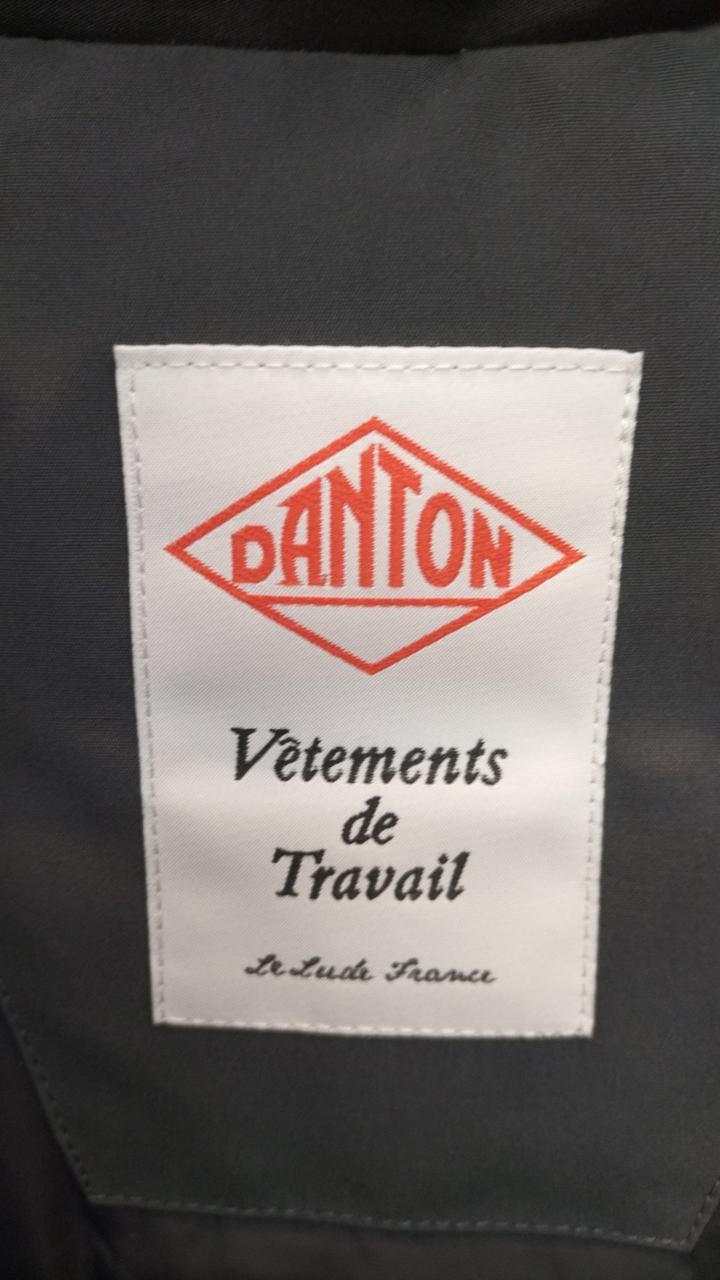 DANTON
Vêtements
de
Travail
Le Lude France